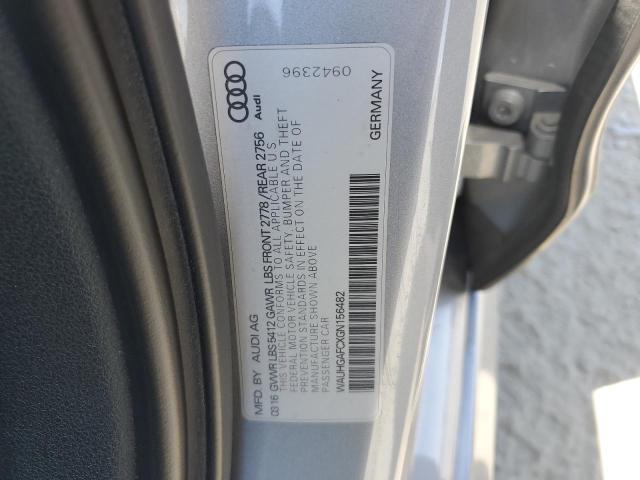 Audi
0942396
MFD. BY AUDI AG
03 16 GVWR LBS 5412 GAWR LBS FRONT 2778 / REAR 2756
THIS VEHICLE CONFORMS TO ALL APPLICABLE U S
FEDERAL MOTOR VEHICLE SAFETY, BUMPER AND THEFT
PREVENTION STANDARDS IN EFFECT ON THE DATE OF
MANUFACTURE SHOWN ABOVE
PASSENGER CAR
WAUHGAFCXGN156482
GERMANY